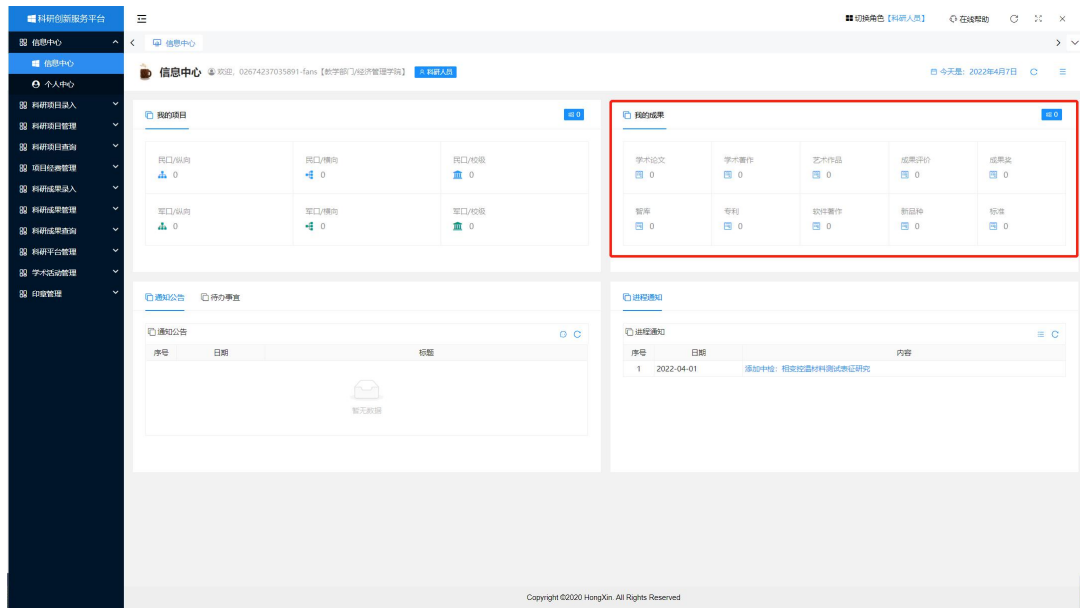 科研创新服务平台
切换角色【科研人员】 在线帮助
信息中心
信息中心
信息中心
个人中心
科研项目录入
科研项目管理
科研项目查询
项目经费管理
科研成果录入
科研成果管理
科研成果查询
科研平台管理
学术活动管理
印章管理
信息中心 欢迎，02674237035891-fans【教学部门/经济管理学院】 科研人员
今天是：2022年4月7日
我的项目 0
民口/纵向 民口/横向 民口/校级
0 0 0
军口/纵向 军口/横向 军口/校级
0 0 0
我的成果 0
学术论文 学术著作 艺术作品 成果评价 成果奖
0 0 0 0 0
智库 专利 软件著作 新品种 标准
0 0 0 0 0
通知公告 待办事宜
通知公告
序号 日期 标题
暂无数据
进程通知
进程通知
序号 日期 内容
1 2022-04-01 添加中检：相变控温材料测试表征研究
Copyright ©2020 HongXin. All Rights Reserved